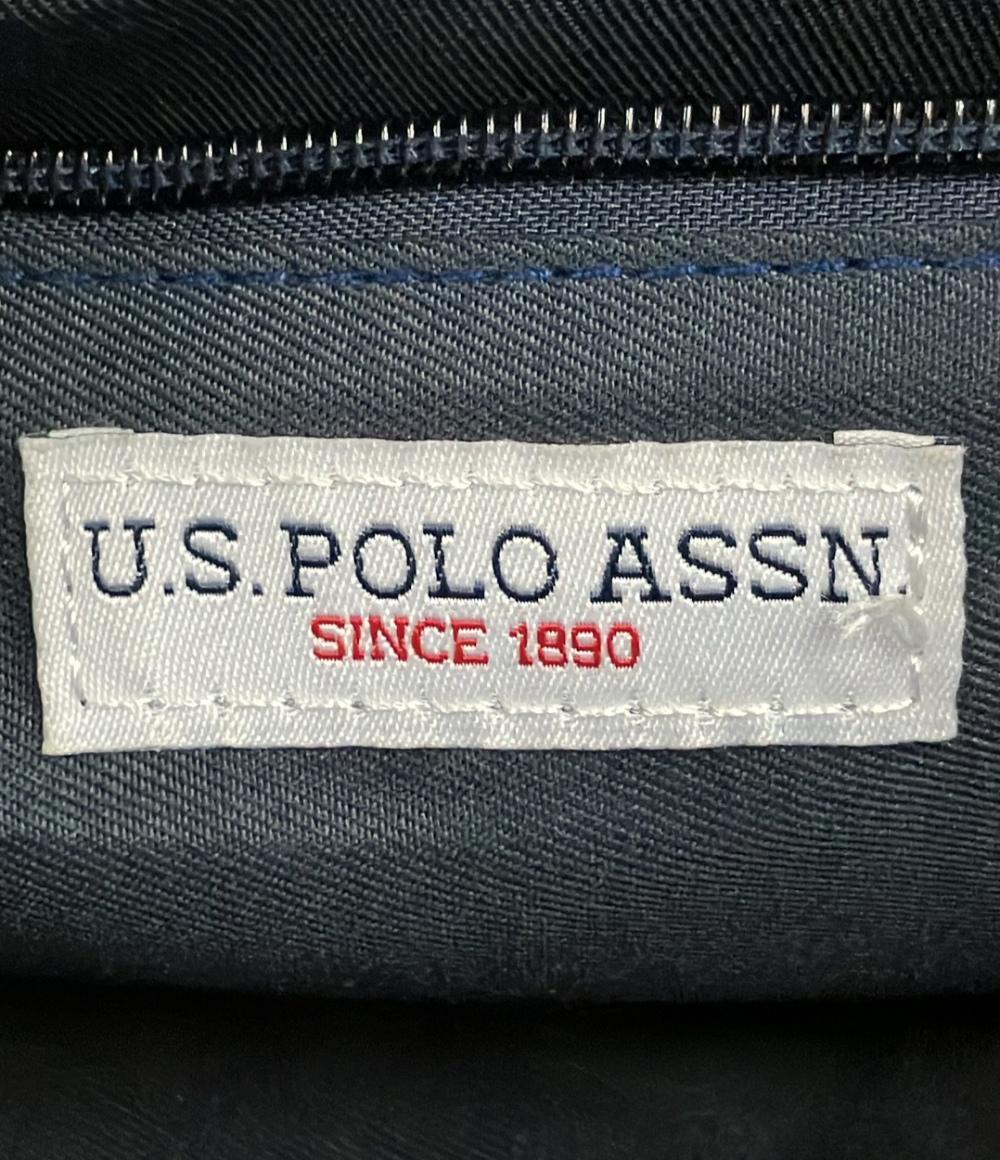 U.S. POLO ASSN.
SINCE 1890